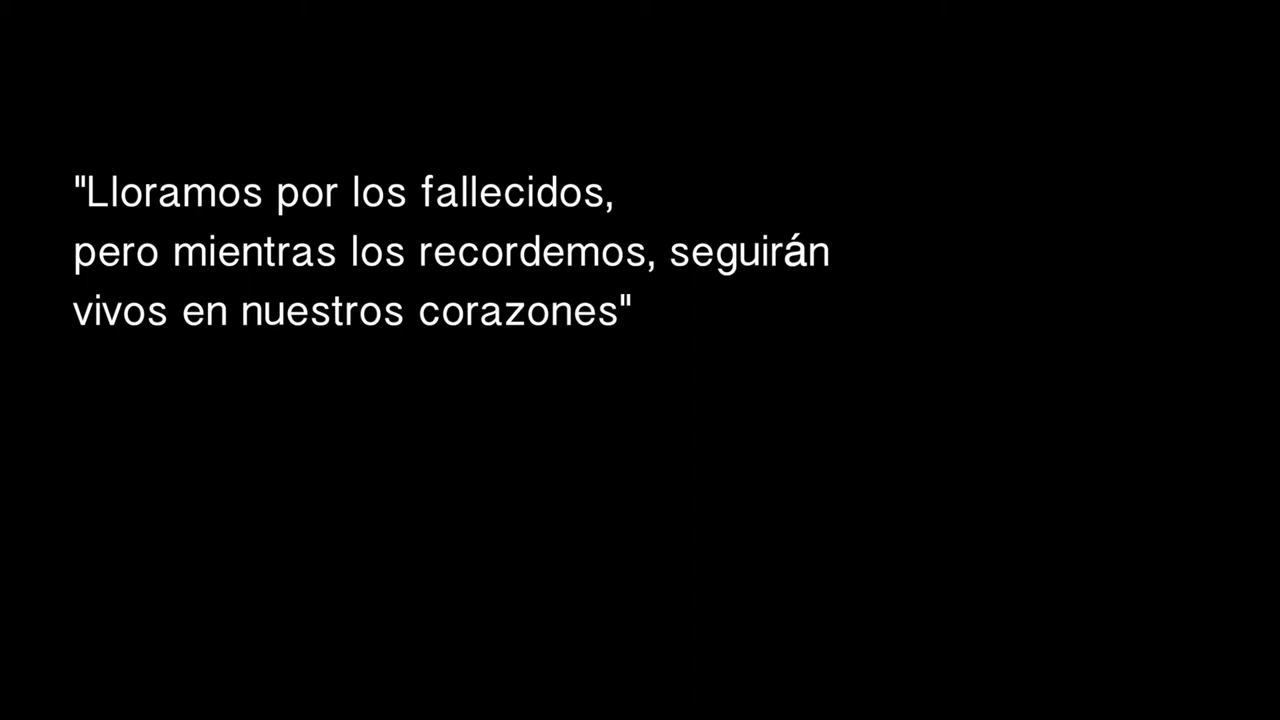 "Lloramos por los fallecidos,
pero mientras los recordemos, seguirán
vivos en nuestros corazones"